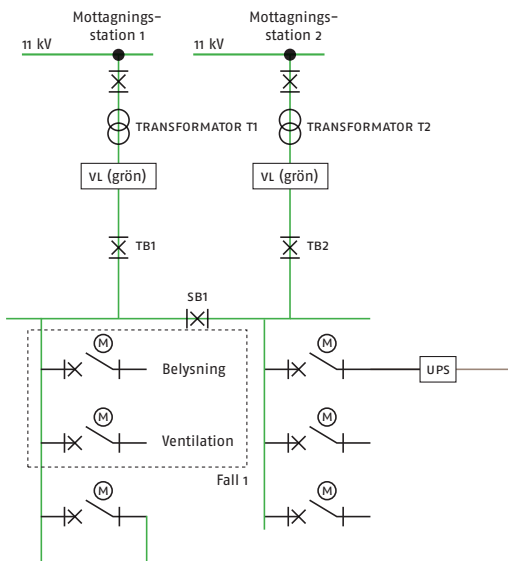 Mottagnings-
station 1
Mottagnings-
station 2
11 kV
11 kV
TRANSFORMATOR T1
TRANSFORMATOR T2
VL (grön)
VL (grön)
TB1
TB2
SB1
M
Belysning
M
UPS
M
Ventilation
M
Fall 1
M
M